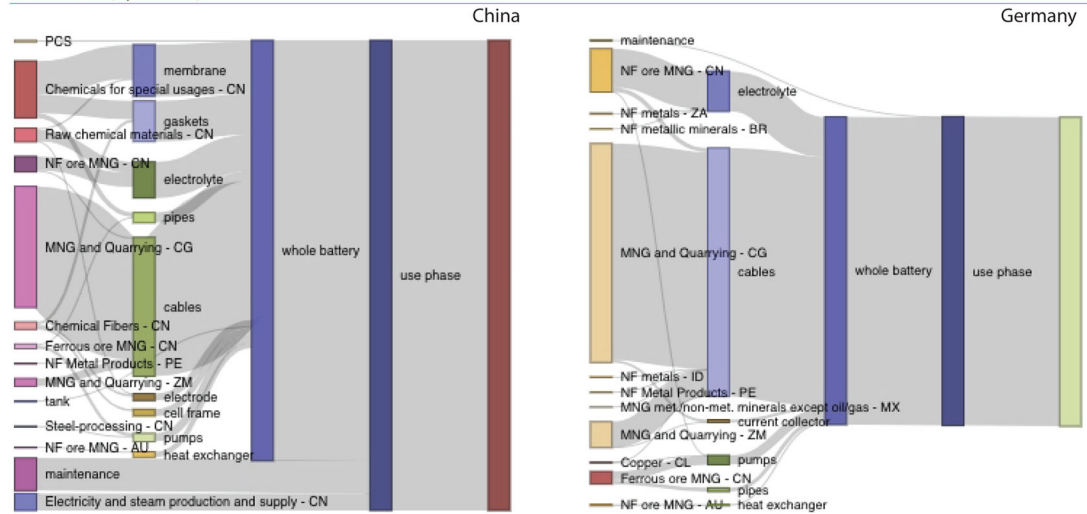 China
PCS
membrane
Chemicals for special usages - CN
gaskets
Raw chemical materials - CN
NF ore MNG - CN
electrolyte
pipes
MNG and Quarrying - CG
whole battery
use phase
cables
Chemical Fibers - CN
Ferrous ore MNG - CN
NF Metal Products - PE
MNG and Quarrying - ZM
electrode
tank
cell frame
Steel-processing - CN
pumps
NF ore MNG - AU
heat exchanger
maintenance
Electricity and steam production and supply - CN
Germany
maintenance
NF ore MNG - CN
electrolyte
NF metals - ZA
NF metallic minerals - BR
MNG and Quarrying - CG
cables
whole battery
use phase
NF metals - ID
NF Metal Products - PE
MNG met./non-met. minerals except oil/gas - MX
current collector
MNG and Quarrying - ZM
pumps
Copper - CL
Ferrous ore MNG - CN
pipes
NF ore MNG - AU
heat exchanger